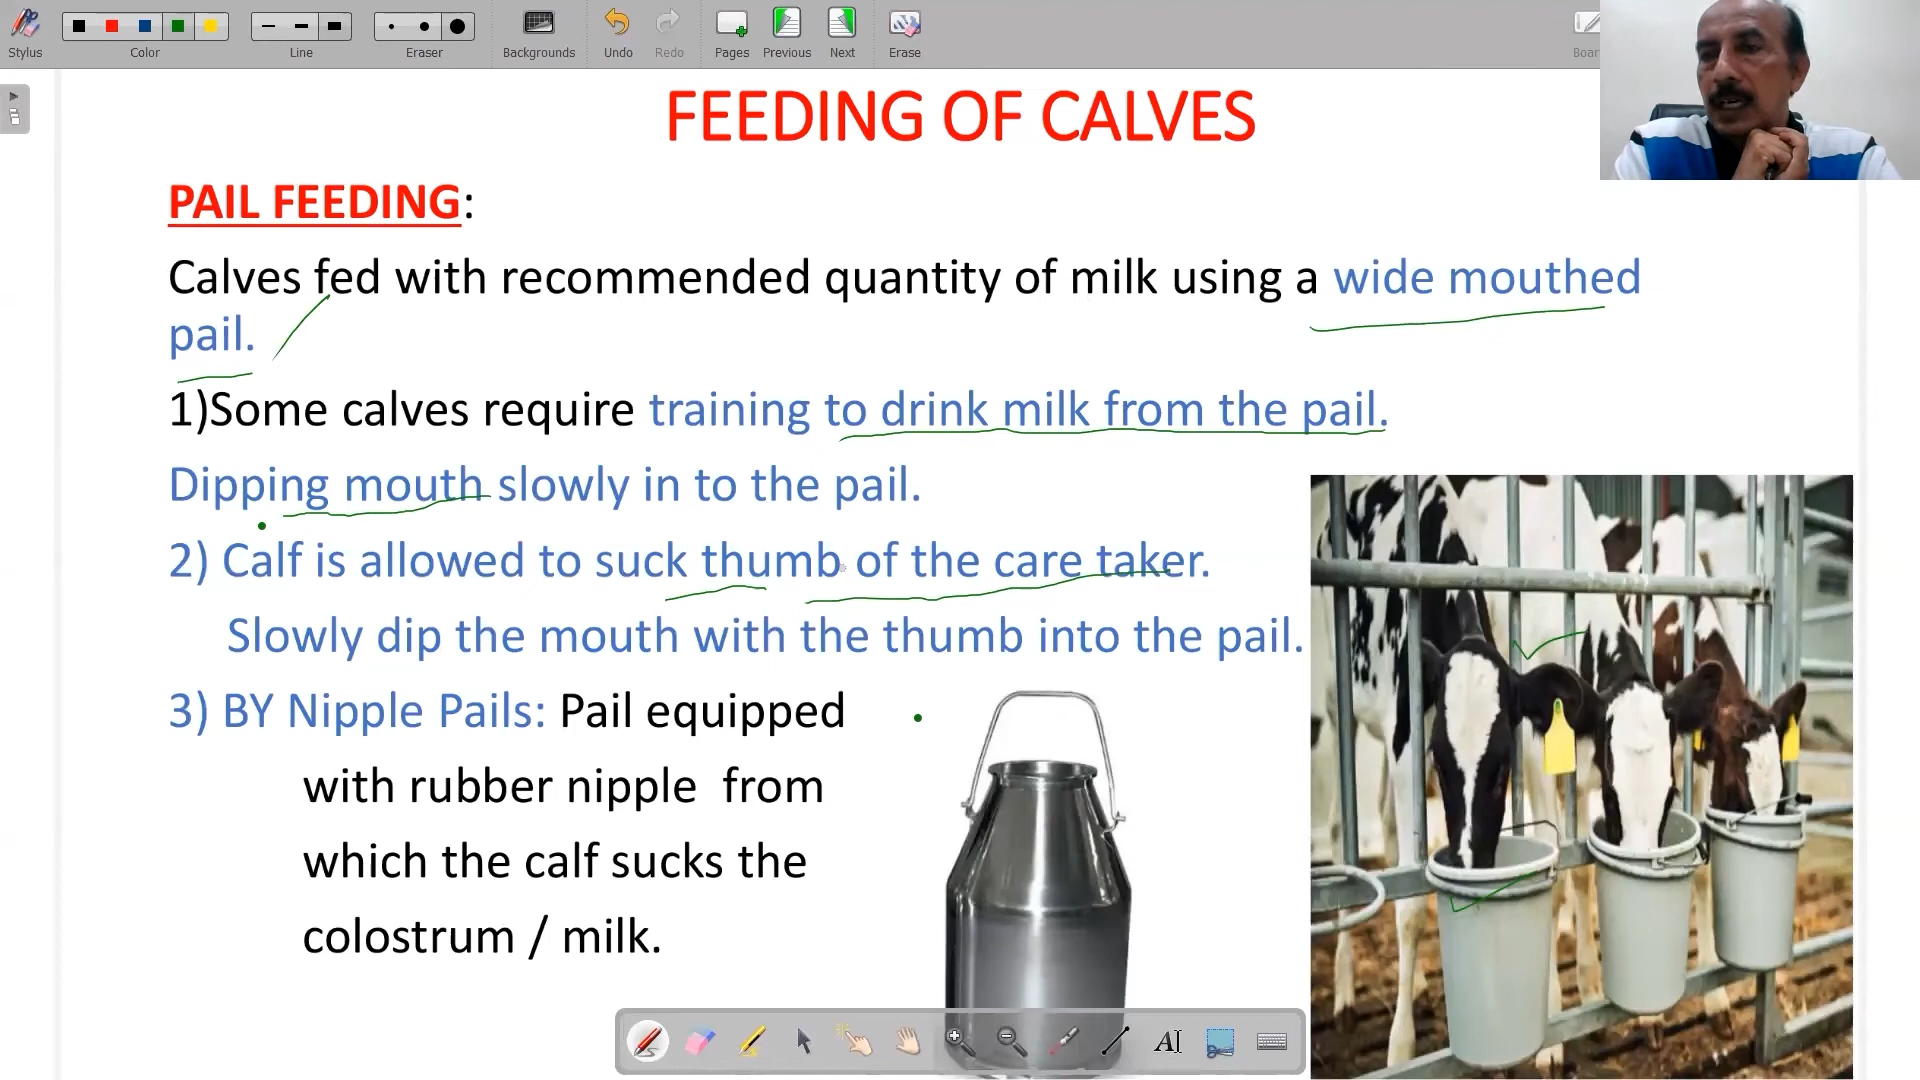 Stylus
Color
Line
Eraser
Backgrounds
Undo
Redo
Pages
Previous
Next
Erase
FEEDING OF CALVES
PAIL FEEDING:
Calves fed with recommended quantity of milk using a wide mouthed
pail.
1)Some calves require training to drink milk from the pail.
Dipping mouth slowly in to the pail.
2) Calf is allowed to suck thumb of the care taker.
Slowly dip the mouth with the thumb into the pail.
3) BY Nipple Pails: Pail equipped
with rubber nipple from
which the calf sucks the
colostrum / milk.